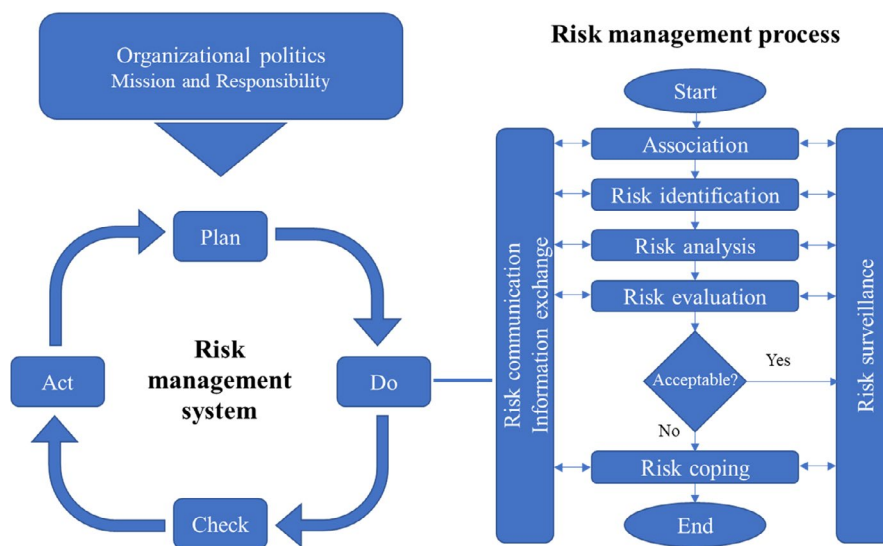 Organizational politics
Mission and Responsibility
Plan
Act
Risk
management
system
Do
Check
Risk management process
Start
Association
Risk identification
Risk analysis
Risk evaluation
Acceptable?
Yes
No
Risk coping
End
Risk communication
Information exchange
Risk surveillance